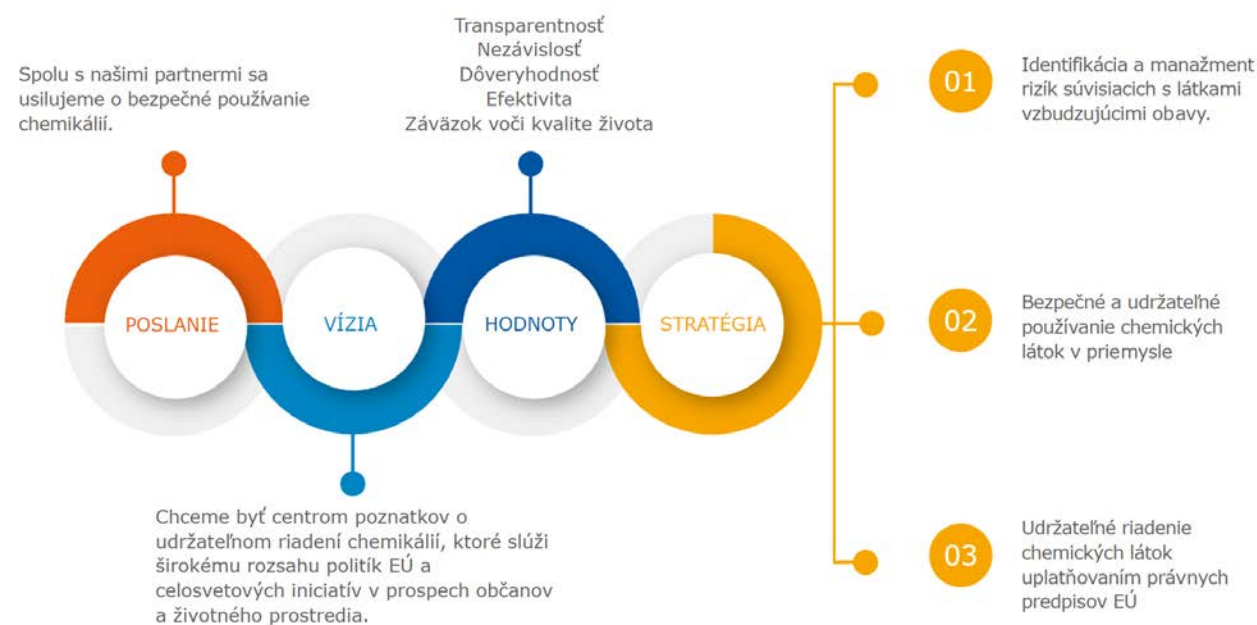 Spolu s našimi partnermi sa
usilujeme o bezpečné používanie
chemikálií.
POSLANIE
VÍZIA
Chceme byť centrom poznatkov o
udržateľnom riadení chemikálií, ktoré slúži
širokému rozsahu politík EÚ a
celosvetových iniciatív v prospech občanov
a životného prostredia.
Transparentnosť
Nezávislosť
Dôveryhodnosť
Efektivita
Záväzok voči kvalite života
HODNOTY
STRATÉGIA
01
Identifikácia a manažment
rizík súvisiacich s látkami
vzbudzujúcimi obavy.
02
Bezpečné a udržateľné
používanie chemických
látok v priemysle
03
Udržateľné riadenie
chemických látok
uplatňovaním právnych
predpisov EÚ